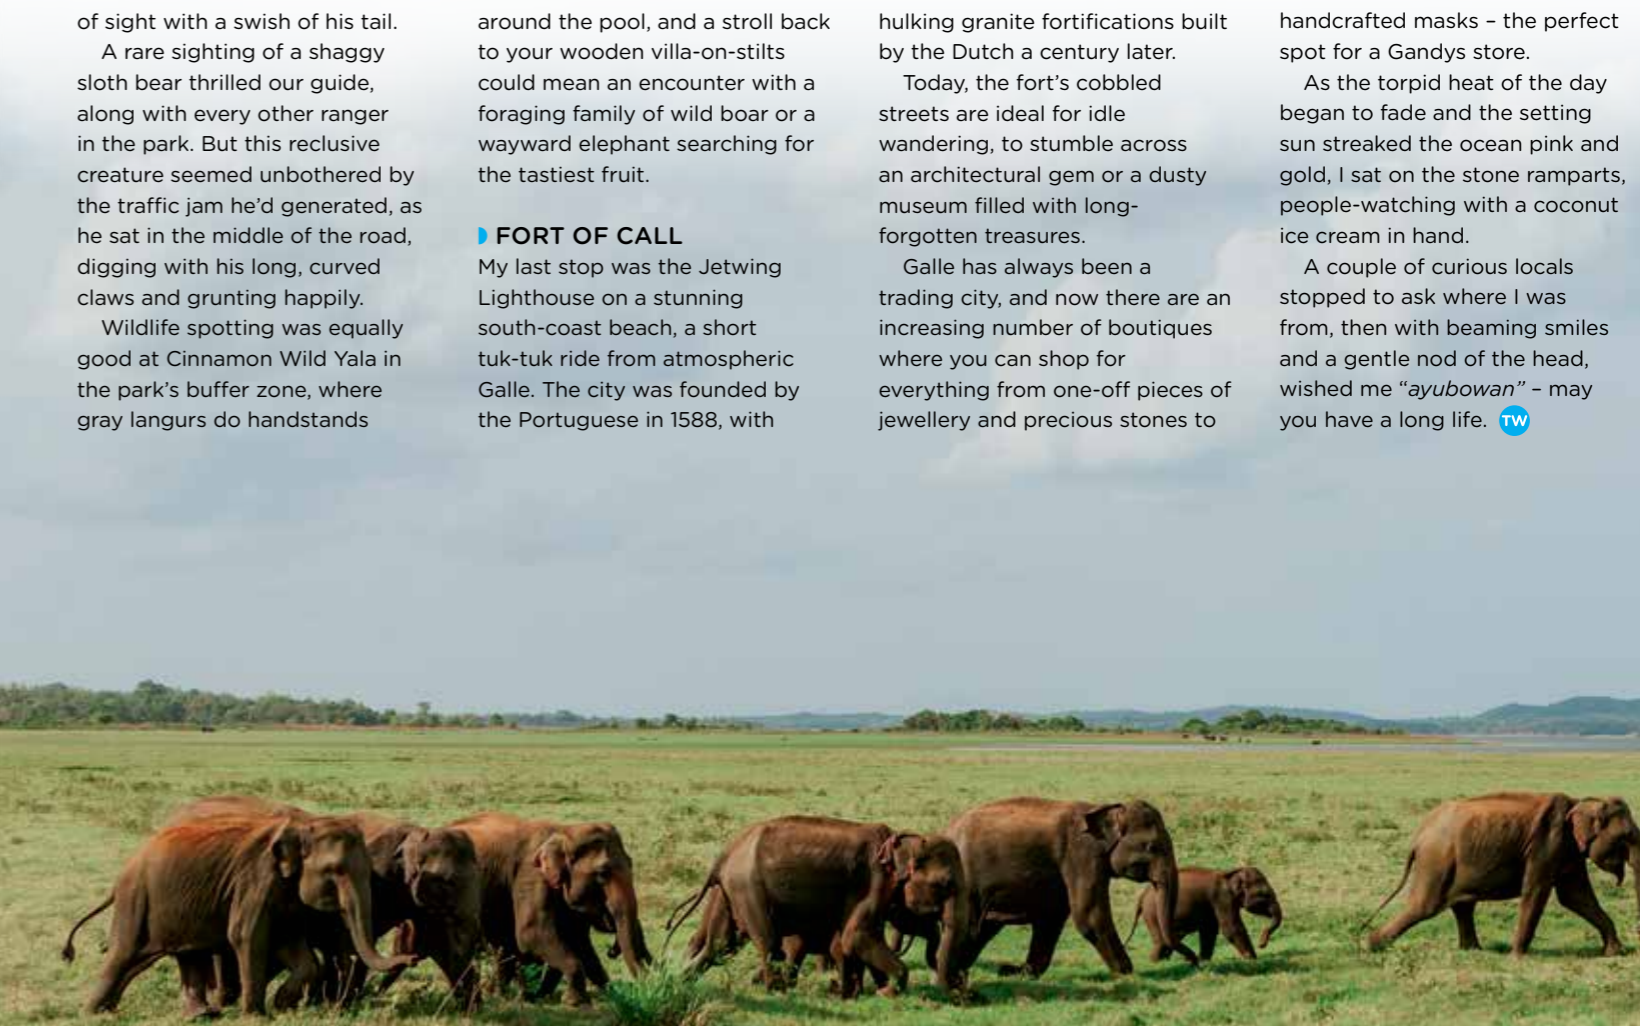 of sight with a swish of his tail.
A rare sighting of a shaggy
sloth bear thrilled our guide,
along with every other ranger
in the park. But this reclusive
creature seemed unbothered by
the traffic jam he’d generated, as
he sat in the middle of the road,
digging with his long, curved
claws and grunting happily.
Wildlife spotting was equally
good at Cinnamon Wild Yala in
the park’s buffer zone, where
gray langurs do handstands
around the pool, and a stroll back
to your wooden villa-on-stilts
could mean an encounter with a
foraging family of wild boar or a
wayward elephant searching for
the tastiest fruit.
FORT OF CALL
My last stop was the Jetwing
Lighthouse on a stunning
south-coast beach, a short
tuk-tuk ride from atmospheric
Galle. The city was founded by
the Portuguese in 1588, with
hulking granite fortifications built
by the Dutch a century later.
Today, the fort’s cobbled
streets are ideal for idle
wandering, to stumble across
an architectural gem or a dusty
museum filled with long-
forgotten treasures.
Galle has always been a
trading city, and now there are an
increasing number of boutiques
where you can shop for
everything from one-off pieces of
jewellery and precious stones to
handcrafted masks – the perfect
spot for a Gandys store.
As the torpid heat of the day
began to fade and the setting
sun streaked the ocean pink and
gold, I sat on the stone ramparts,
people-watching with a coconut
ice cream in hand.
A couple of curious locals
stopped to ask where I was
from, then with beaming smiles
and a gentle nod of the head,
wished me “ayubowan” – may
you have a long life. TW